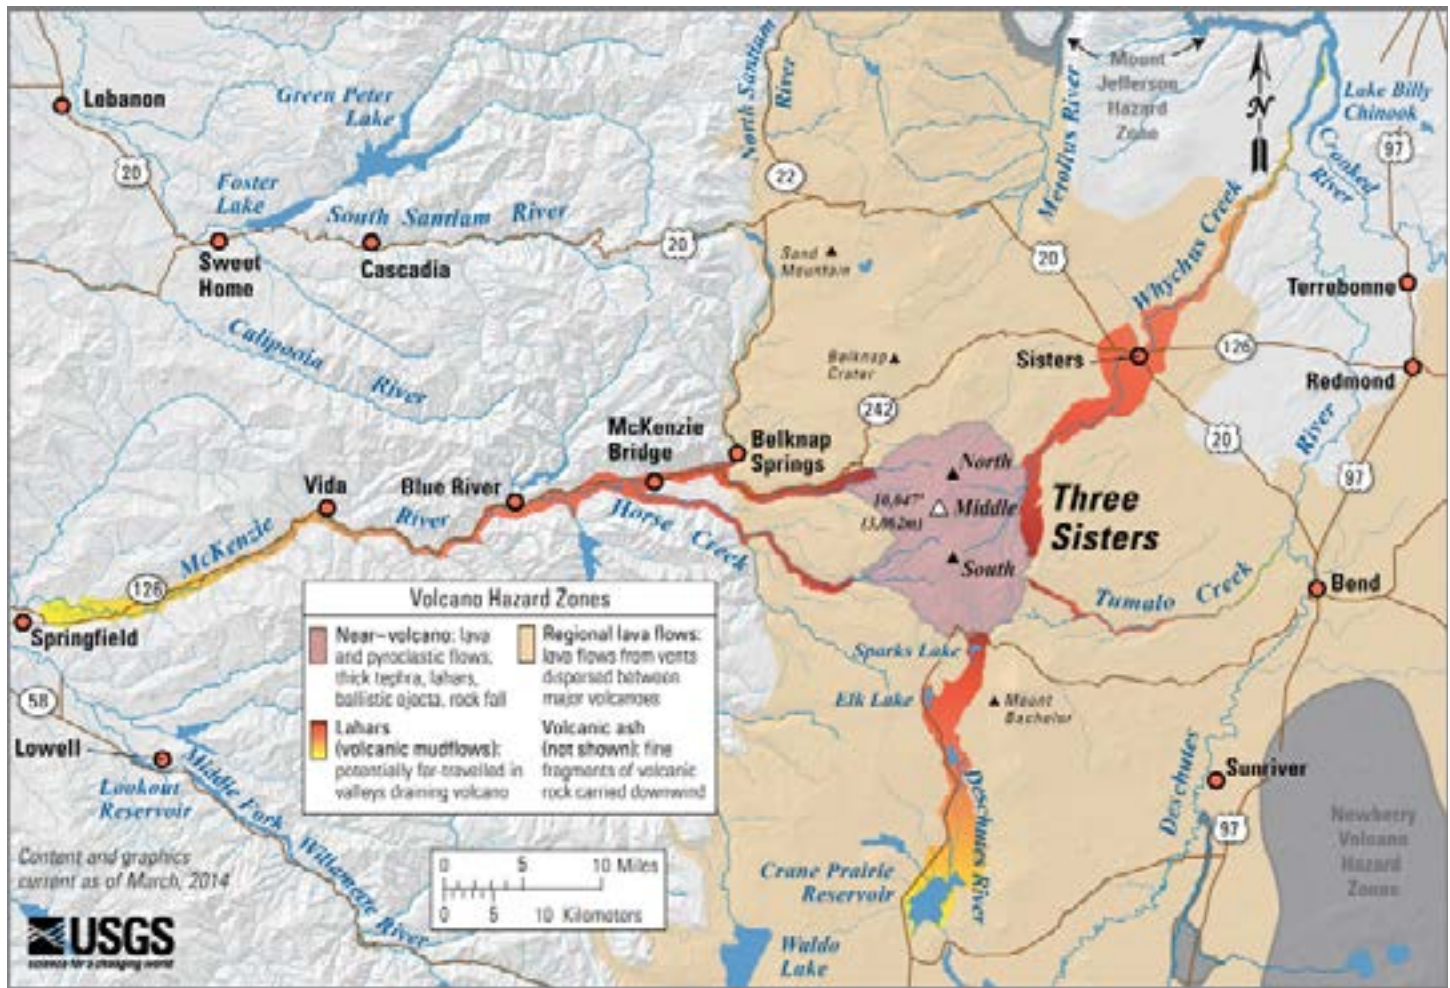 Lebanon
Green Peter
Lake
North Santiam
River
Metolius River
Mount
Jefferson
Hazard
Zone
N
Lake Billy
Chinook
Crooked
River
97
20
22
Foster
Lake
South Santiam River
Sweet
Home
Cascadia
20
Sand
Mountain
20
Whychus Creek
Terrebonne
Calipooia
River
Belknap
Crater
Sisters
126
Redmond
242
McKenzie
Bridge
Belknap
Springs
20
River
97
Vida
Blue River
North
10,047'
(3,062m)
Middle
South
Three
Sisters
McKenzie
River
Horse Creek
126
Springfield
Tumalo Creek
Bend
Volcano Hazard Zones
Near-volcano: lava
and pyroclastic flows,
thick tephra, lahars,
ballistic ejecta, rock fall
Regional lava flows:
lava flows from vents
dispersed between
major volcanoes
Lahars
(volcanic mudflows):
potentially far-travelled in
valleys draining volcano
Volcanic ash
(not shown): fine
fragments of volcanic
rock carried downwind
Sparks Lake
Elk Lake
Mount
Bachelor
58
Lowell
Lookout
Reservoir
Middle Fork Willamette River
Deschutes
Sunriver
97
Deschutes River
Newberry
Volcano
Hazard
Zones
Content and graphics
current as of March, 2014
0 5 10 Miles
0 5 10 Kilometers
Crane Prairie
Reservoir
Waldo
Lake
USGS
science for a changing world